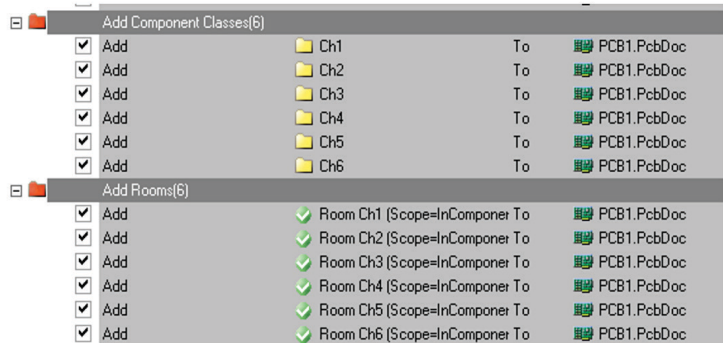 Add Component Classes(6)
Add Ch1 To PCB1.PcbDoc
Add Ch2 To PCB1.PcbDoc
Add Ch3 To PCB1.PcbDoc
Add Ch4 To PCB1.PcbDoc
Add Ch5 To PCB1.PcbDoc
Add Ch6 To PCB1.PcbDoc
Add Rooms(6)
Add Room Ch1 (Scope=InComponer To PCB1.PcbDoc
Add Room Ch2 (Scope=InComponer To PCB1.PcbDoc
Add Room Ch3 (Scope=InComponer To PCB1.PcbDoc
Add Room Ch4 (Scope=InComponer To PCB1.PcbDoc
Add Room Ch5 (Scope=InComponer To PCB1.PcbDoc
Add Room Ch6 (Scope=InComponer To PCB1.PcbDoc